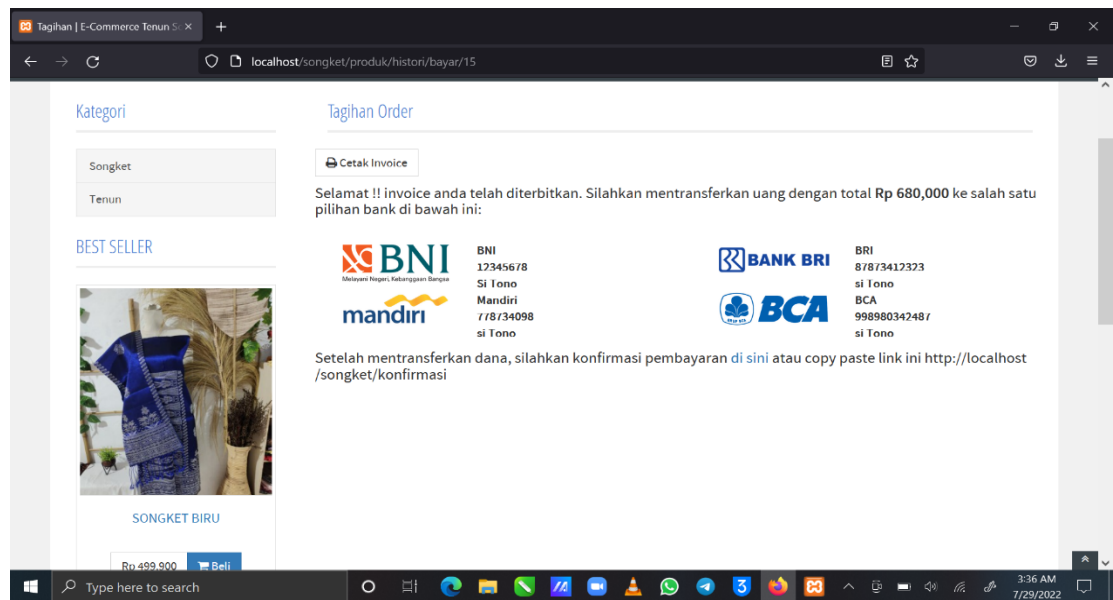 Tagihan | E-Commerce Tenun So
localhost/songket/produk/histori/bayar/15
Kategori
Songket
Tenun
BEST SELLER
SONGKET BIRU
Rp 499,900
Beli
Tagihan Order
Cetak Invoice
Selamat !! invoice anda telah diterbitkan. Silahkan mentransferkan uang dengan total Rp 680,000 ke salah satu
pilihan bank di bawah ini:
BNI
Melayani Negeri, Kebanggaan Bangsa
BNI
12345678
Si Tono
BANK BRI
BRI
87873412323
si Tono
mandiri
Mandiri
778734098
si Tono
BCA
BCA
998980342487
si Tono
Setelah mentransferkan dana, silahkan konfirmasi pembayaran di sini atau copy paste link ini http://localhost
/songket/konfirmasi
Type here to search
3:36 AM
7/29/2022